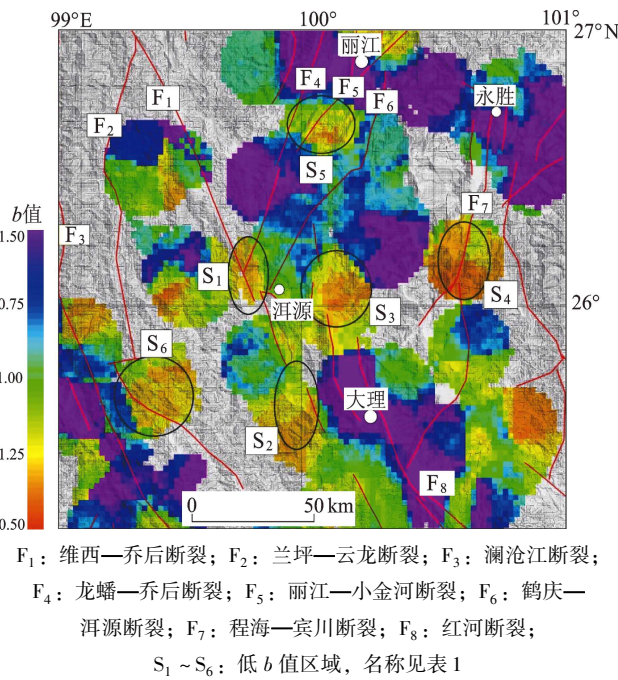 99°E 100° 101°
27°N
丽江
F₄
F₅
F₁
F₆
永胜
F₂
S₅
b值
F₇
F₃
1.50
S₁
0.75
洱源
S₃
S₄
26°
S₆
1.00
大理
S₂
1.25
F₈
0 50 km
0.50
F₁：维西—乔后断裂；F₂：兰坪—云龙断裂；F₃：澜沧江断裂；
F₄：龙蟠—乔后断裂；F₅：丽江—小金河断裂；F₆：鹤庆—
洱源断裂；F₇：程海—宾川断裂；F₈：红河断裂；
S₁～S₆：低 b 值区域，名称见表 1